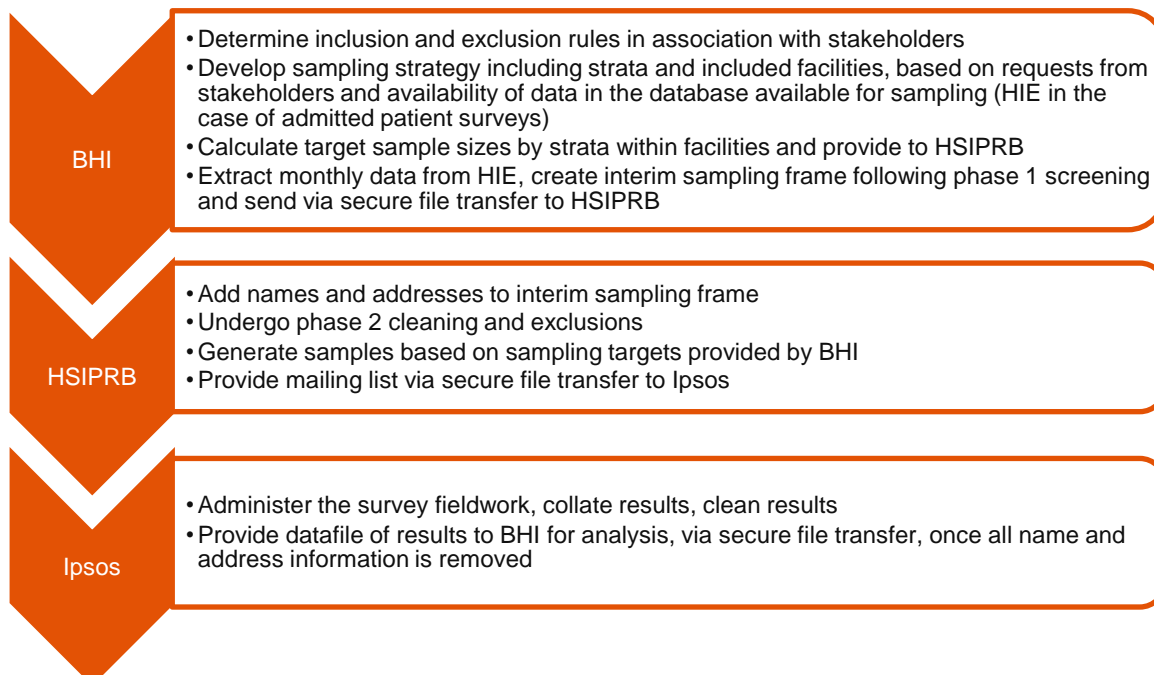 BHI
• Determine inclusion and exclusion rules in association with stakeholders
• Develop sampling strategy including strata and included facilities, based on requests from
stakeholders and availability of data in the database available for sampling (HIE in the
case of admitted patient surveys)
• Calculate target sample sizes by strata within facilities and provide to HSIPRB
• Extract monthly data from HIE, create interim sampling frame following phase 1 screening
and send via secure file transfer to HSIPRB
HSIPRB
• Add names and addresses to interim sampling frame
• Undergo phase 2 cleaning and exclusions
• Generate samples based on sampling targets provided by BHI
• Provide mailing list via secure file transfer to Ipsos
Ipsos
• Administer the survey fieldwork, collate results, clean results
• Provide datafile of results to BHI for analysis, via secure file transfer, once all name and
address information is removed